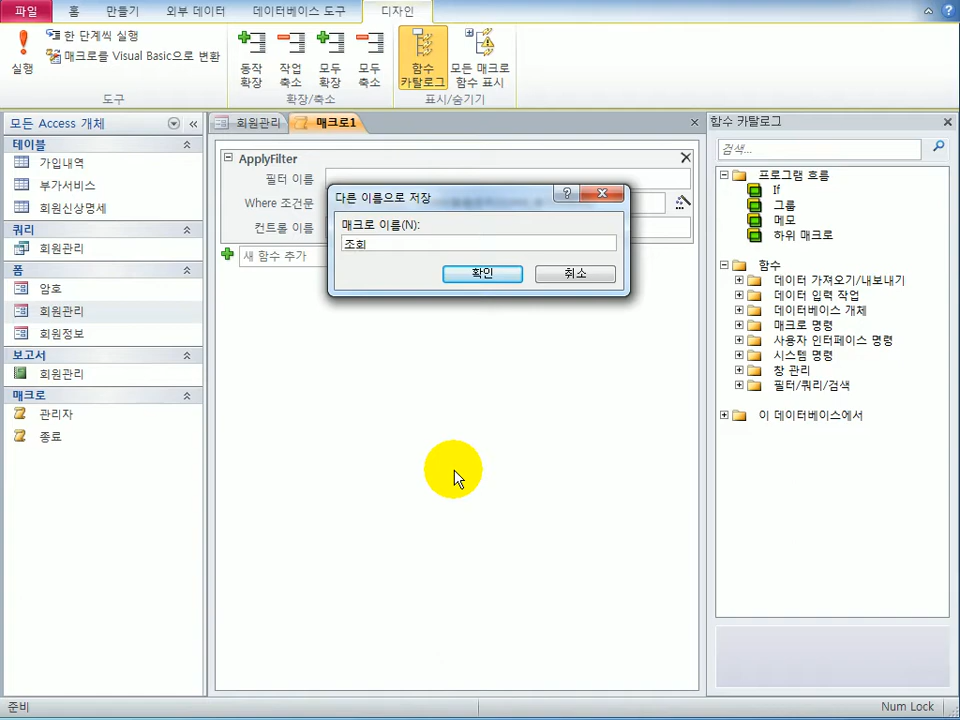 파일 홈 만들기 외부 데이터 데이터베이스 도구 디자인
실행
한 단계씩 실행
매크로를 Visual Basic으로 변환
도구
동작 확장
작업 축소
모두 확장
모두 축소
확장/축소
함수 카탈로그
모든 매크로 함수 표시
표시/숨기기
모든 Access 개체
테이블
가입내역
부가서비스
회원신상명세
쿼리
회원관리
폼
암호
회원관리
회원정보
보고서
회원관리
매크로
관리자
종료
회원관리 매크로1
ApplyFilter
필터 이름
Where 조건문
컨트롤 이름
새 함수 추가
다른 이름으로 저장
매크로 이름(N):
조회
확인 취소
함수 카탈로그
검색...
프로그램 흐름
If
그룹
메모
하위 매크로
함수
데이터 가져오기/내보내기
데이터 입력 작업
데이터베이스 개체
매크로 명령
사용자 인터페이스 명령
시스템 명령
창 관리
필터/쿼리/검색
이 데이터베이스에서
준비
Num Lock